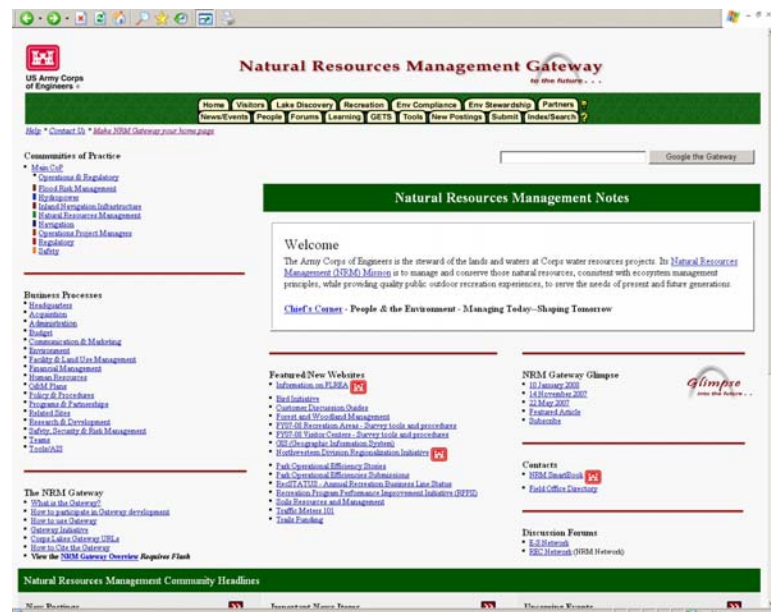 US Army Corps
of Engineers
Natural Resources Management Gateway
to the future . . .
Home Visitors Lake Discovery Recreation Env Compliance Env Stewardship Partners
News/Events People Forums Learning GETS Tools New Postings Submit Index/Search ?
Help * Contact Us * Make NRM Gateway your home page
Communities of Practice
Main CoP
Operations & Regulatory
Flood Risk Management
Hydropower
Inland Navigation Infrastructure
Natural Resources Management
Navigation
Operations Project Managers
Regulatory
Safety
Google the Gateway
Natural Resources Management Notes
Welcome
The Army Corps of Engineers is the steward of the lands and waters at Corps water resources projects. Its Natural Resources
Management (NRM) Mission is to manage and conserve those natural resources, consistent with ecosystem management
principles, while providing quality public outdoor recreation experiences, to serve the needs of present and future generations
Chief's Corner - People & the Environment - Managing Today--Shaping Tomorrow
Business Processes
Headquarters
Acquisition
Administration
Budget
Communication & Marketing
Environment
Facility & Land Use Management
Financial Management
Human Resources
O&M Plans
Policy & Procedures
Programs & Partnerships
Related Sites
Research & Development
Safety, Security & Risk Management
Teams
Tools/AIS
The NRM Gateway
What is the Gateway?
How to participate in Gateway development
How to use Gateway
Gateway Initiative
Corps Lakes Gateway URLs
How to Cite the Gateway
View the NRM Gateway Overview Requires Flash
Featured/New Websites
Information on FLREA
Bird Initiative
Customer Discussion Guides
Forest and Woodland Management
FY07-08 Recreation Areas - Survey tools and procedures
FY07-08 Visitor Centers - Survey tools and procedures
GIS (Geographic Information System)
Northwestern Division Regionalization Initiative
Park Operational Efficiency Stories
Park Operational Efficiencies Submissions
RecSTATUS - Annual Recreation Business Line Status
Recreation Program Performance Improvement Initiative (RPPII)
Soils Resources and Management
Traffic Meters 101
Trails Funding
NRM Gateway Glimpse
10 January 2008
14 November 2007
22 May 2007
Featured Article
Subscribe
Glimpse
into the future . . .
Contacts
NRM SmartBook
Field Office Directory
Discussion Forums
E-S Network
REC Network (NRM Network)
Natural Resources Management Community Headlines
New Postings
Important News Items
Upcoming Events